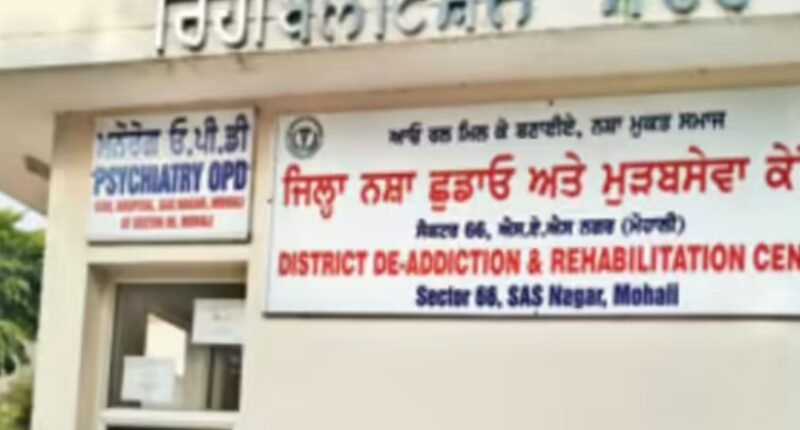 ਮਨੋਰੋਗ ਓ.ਪੀ.ਡੀ
PSYCHIATRY OPD
ਆਓ ਰਲ ਮਿਲ ਕੇ ਬਣਾਈਏ, ਨਸ਼ਾ ਮੁਕਤ ਸਮਾਜ
ਜਿਲ੍ਹਾ ਨਸ਼ਾ ਛੁਡਾਓ ਅਤੇ ਮੁੜਬਸੇਵਾ
ਸੈਕਟਰ 66, ਐਸ.ਏ.ਐਸ ਨਗਰ (ਮੋਹਾਲੀ)
DISTRICT DE-ADDICTION & REHABILITATION CEN
Sector 66, SAS Nagar, Mohali